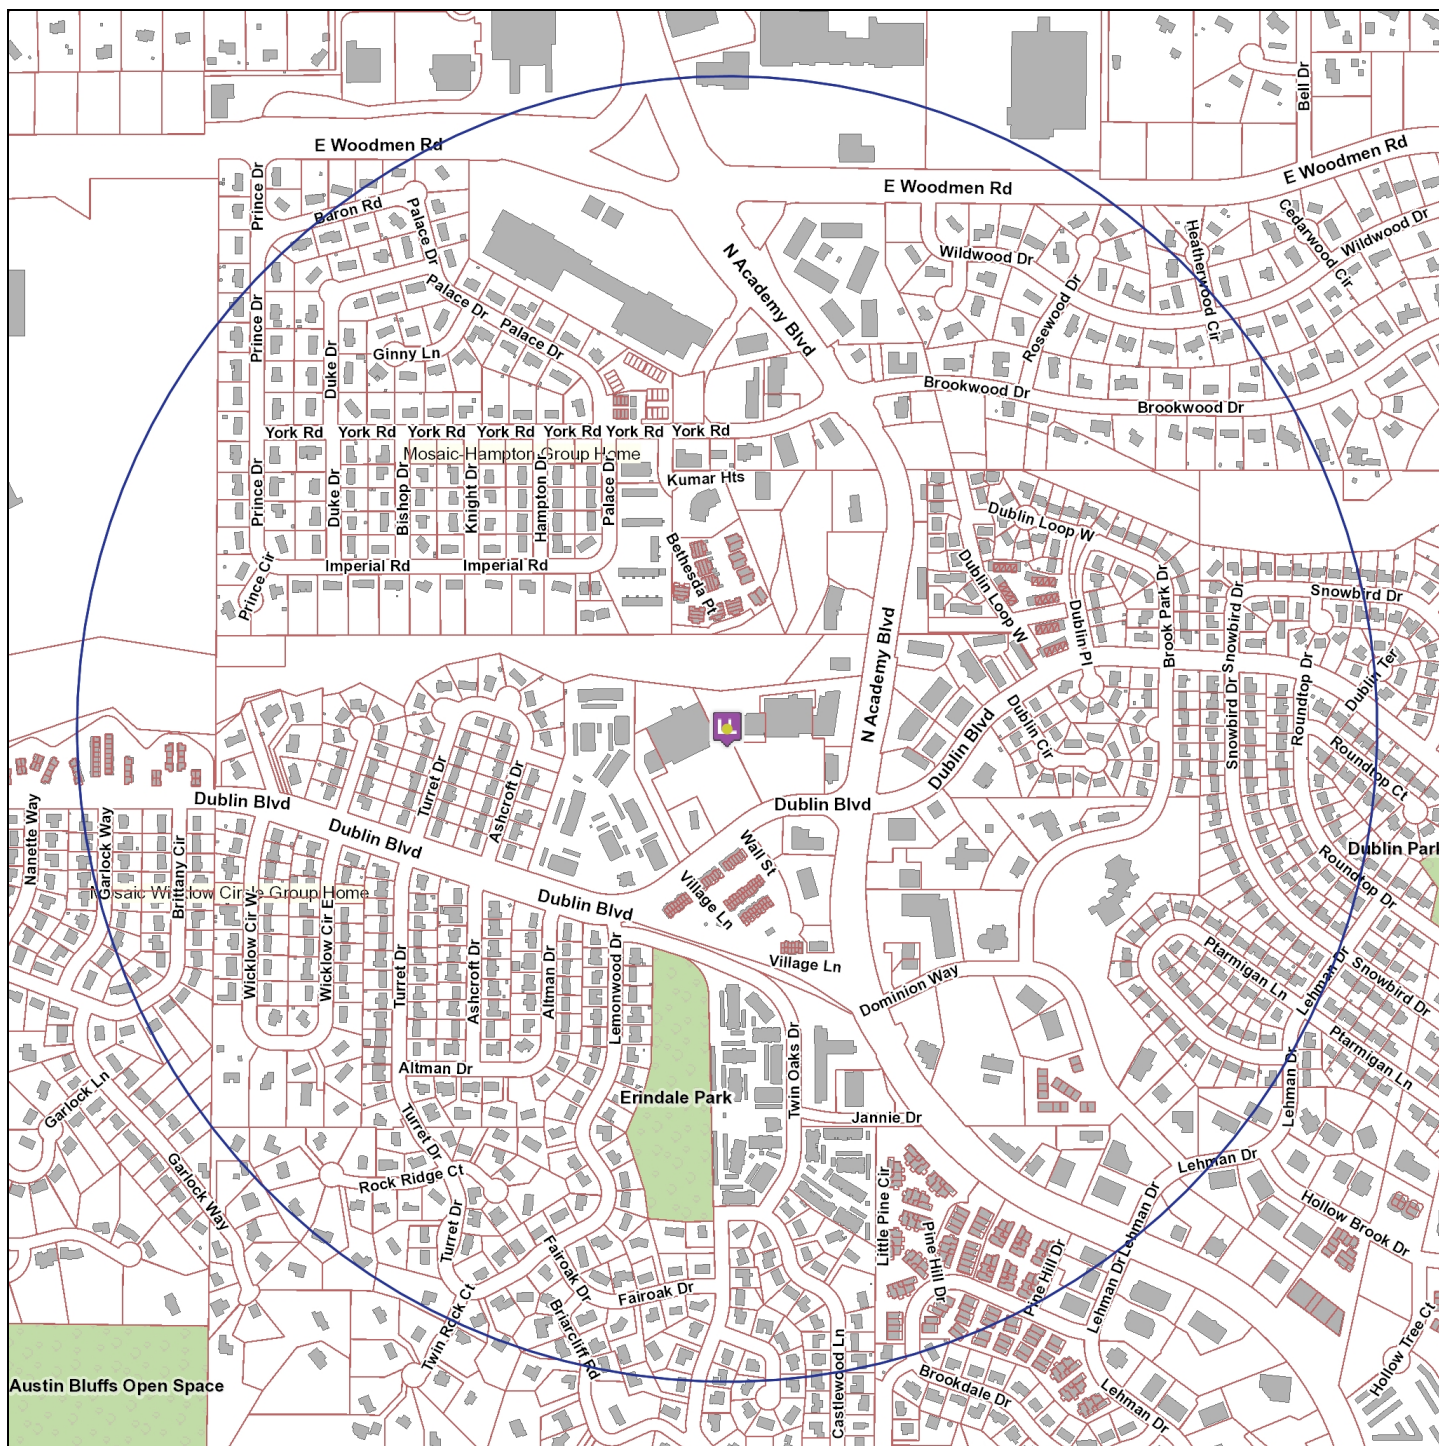 Bell Dr
E Woodmen Rd
E Woodmen Rd
E Woodmen Rd
Prince Dr
Baron Rd
Palace Dr
Cedarwood Cir
Wildwood Dr
Heatherwood Cir
Wildwood Dr
N Academy Blvd
Palace Dr
Palace Dr
Rosewood Dr
Prince Dr
Duke Dr
Ginny Ln
Brookwood Dr
Brookwood Dr
York Rd
York Rd
York Rd
York Rd
York Rd
York Rd
York Rd
Mosaic-Hampton Group Home
Kumar Hts
Prince Dr
Duke Dr
Bishop Dr
Knight Dr
Hampton Dr
Palace Dr
Dublin Loop W
Bethesda Pt
Imperial Rd
Imperial Rd
Prince Cir
Dublin Loop W
Dublin Pl
Brook Park Dr
Snowbird Dr
Snowbird Dr
N Academy Blvd
Dublin Ter
Roundtop Dr
Snowbird Dr
Dublin Cir
Dublin Blvd
Roundtop Ct
Turret Dr
Ashcroft Dr
Dublin Blvd
Dublin Blvd
Dublin Blvd
Nanette Way
Garlock Way
Brittany Cir
Wall St
Dublin Park
Roundtop Dr
Mosaic Wicklow Circle Group Home
Village Ln
Dublin Blvd
Wicklow Cir W
Wicklow Cir E
Turret Dr
Ashcroft Dr
Altman Dr
Lemonwood Dr
Village Ln
Ptarmigan Ln
Lehman Dr
Snowbird Dr
Dominion Way
Altman Dr
Twin Oaks Dr
Ptarmigan Ln
Garlock Ln
Erindale Park
Lehman Dr
Jannie Dr
Turret Dr
Rock Ridge Ct
Garlock Way
Lehman Dr
Little Pine Cir
Turret Dr
Pine Hill Dr
Lehman Dr
Hollow Brook Dr
Fairoak Dr
Pine Hill Dr
Lehman Dr
Fairoak Dr
Twin Rock Ct
Briarcliff Rd
Castlewood Ln
Hollow Tree Ct
Austin Bluffs Open Space
Brookdale Dr
Lehman Dr